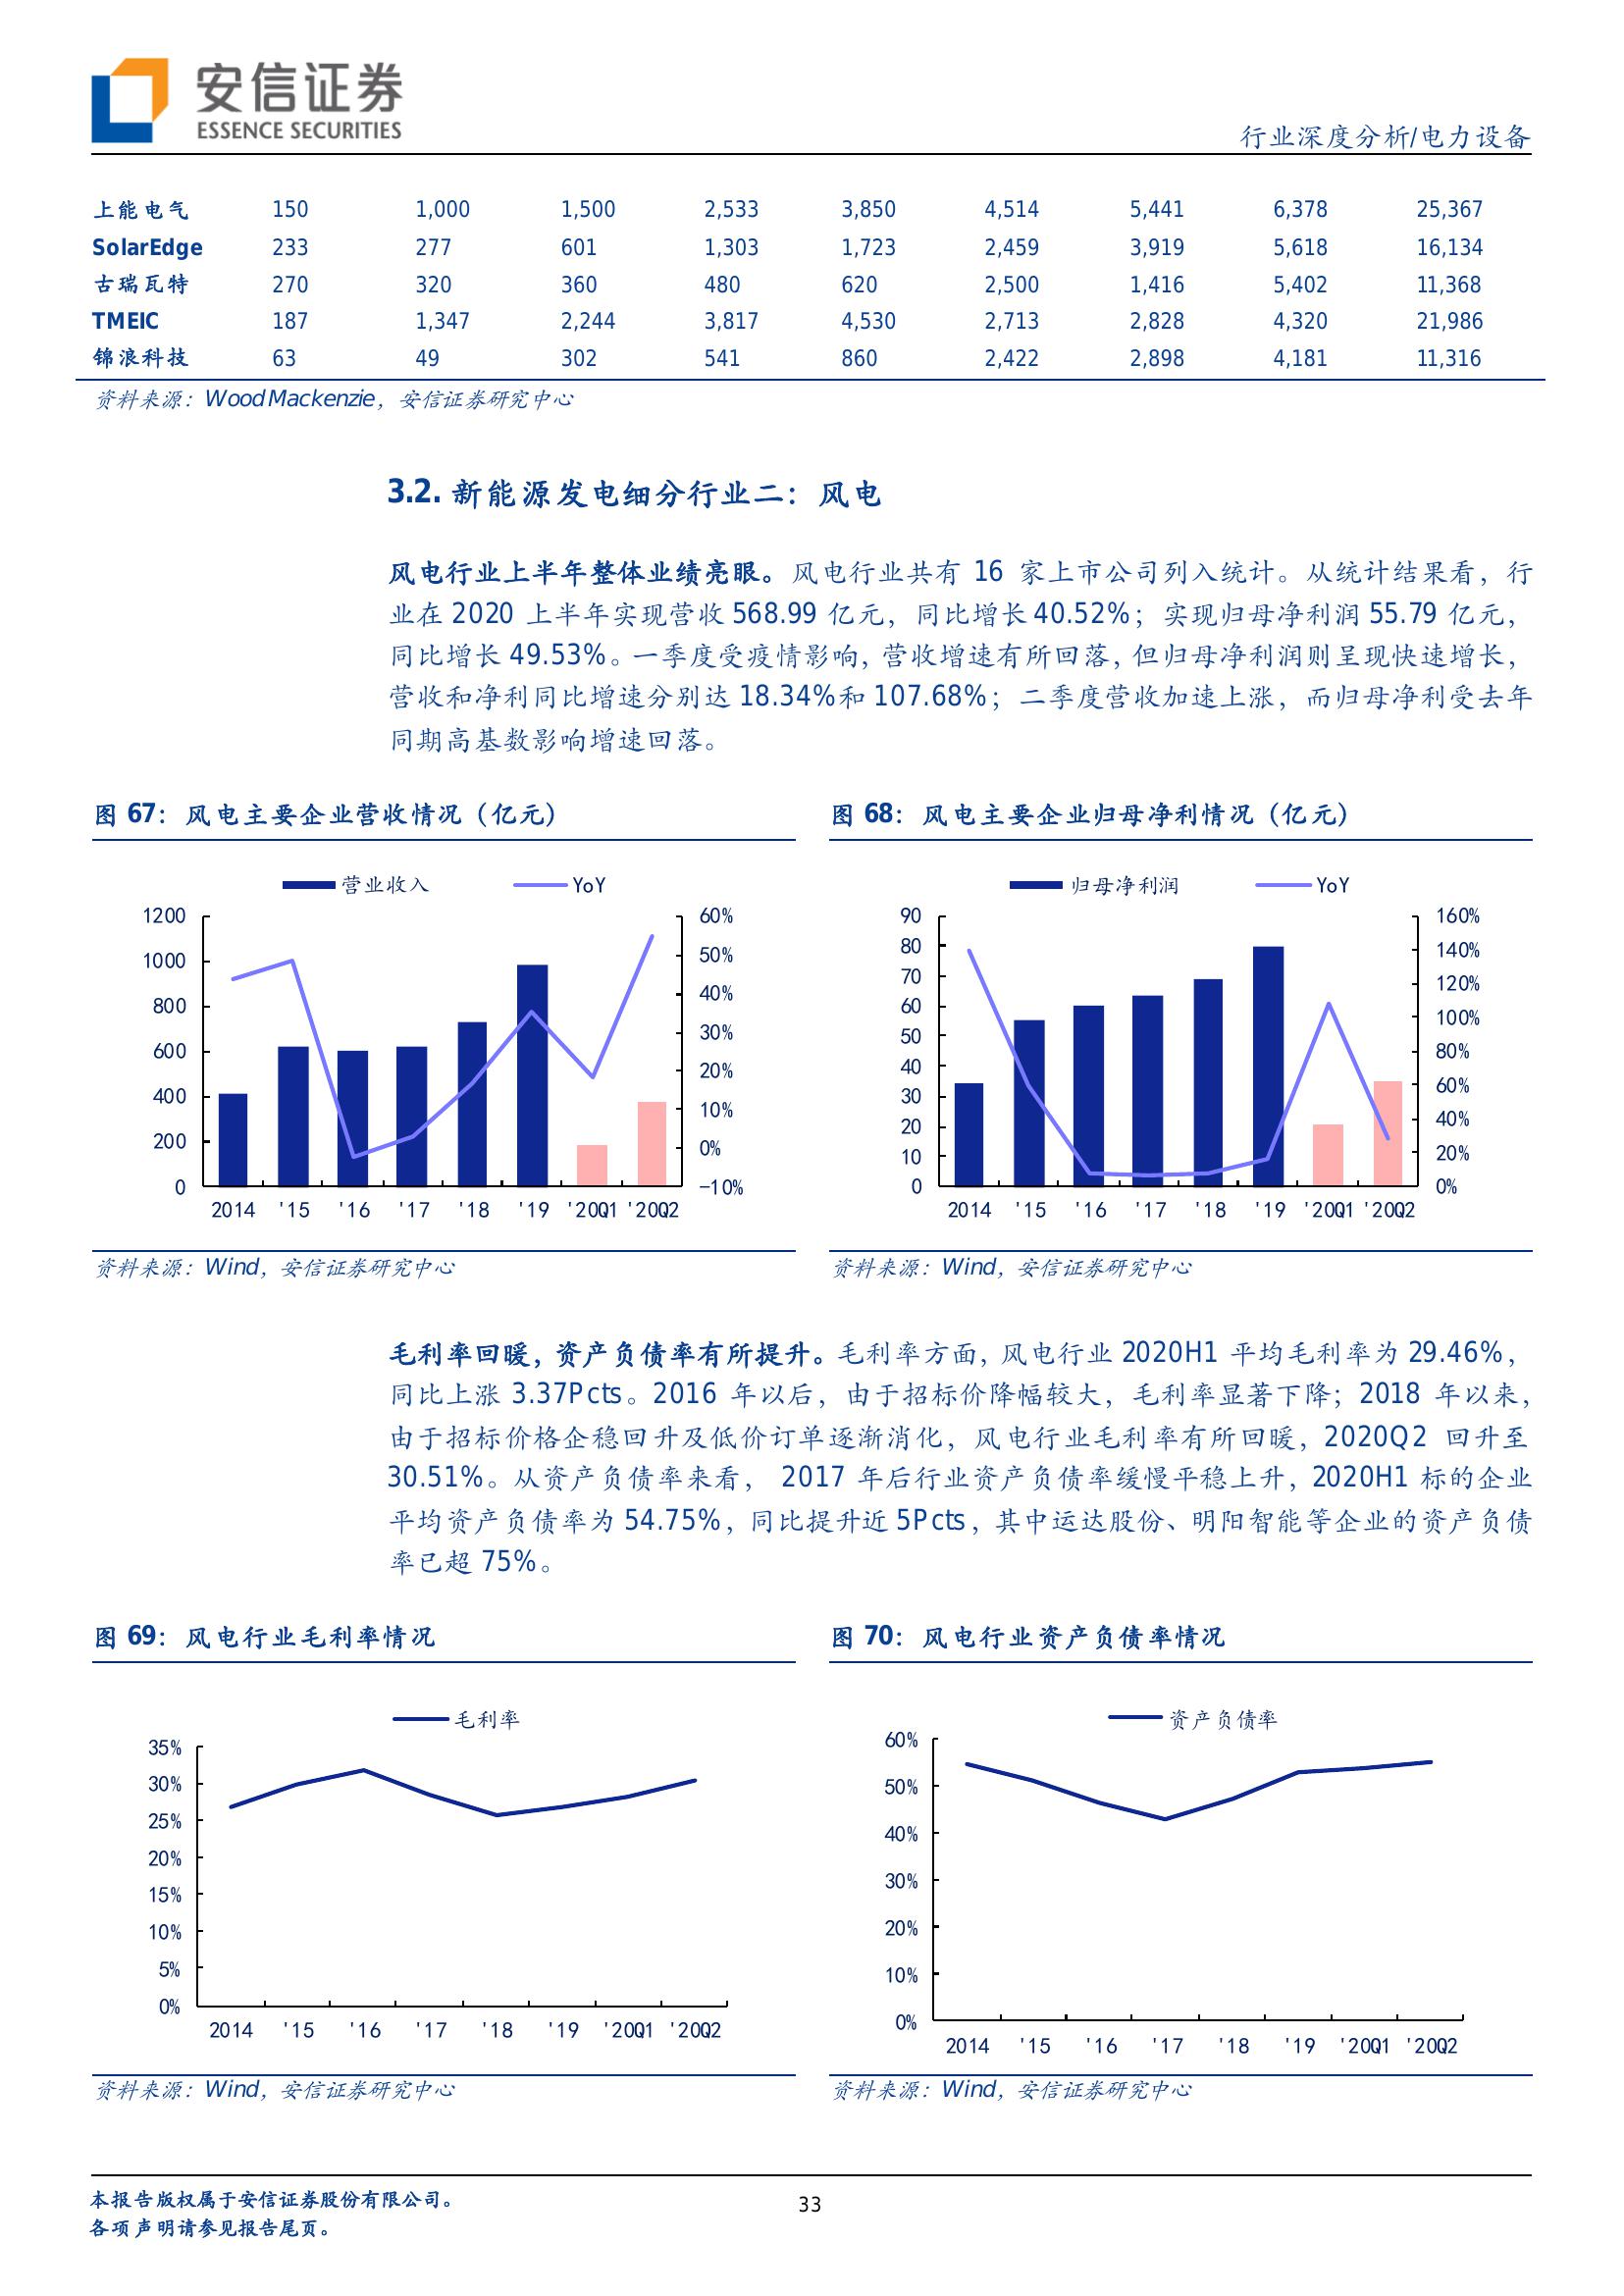 安信证券
ESSENCE SECURITIES
行业深度分析/电力设备
上能电气 150 1,000 1,500 2,533 3,850 4,514 5,441 6,378 25,367
SolarEdge 233 277 601 1,303 1,723 2,459 3,919 5,618 16,134
古瑞瓦特 270 320 360 480 620 2,500 1,416 5,402 11,368
TMEIC 187 1,347 2,244 3,817 4,530 2,713 2,828 4,320 21,986
锦浪科技 63 49 302 541 860 2,422 2,898 4,181 11,316
资料来源：Wood Mackenzie，安信证券研究中心
3.2. 新能源发电细分行业二：风电
风电行业上半年整体业绩亮眼。风电行业共有 16 家上市公司列入统计。从统计结果看，行
业在 2020 上半年实现营收 568.99 亿元，同比增长 40.52%；实现归母净利润 55.79 亿元，
同比增长 49.53%。一季度受疫情影响，营收增速有所回落，但归母净利润则呈现快速增长，
营收和净利同比增速分别达 18.34%和 107.68%；二季度营收加速上涨，而归母净利受去年
同期高基数影响增速回落。
图 67：风电主要企业营收情况（亿元）
营业收入 YoY
1200 60%
1000 50%
800 40%
600 30%
400 20%
200 10%
0 0%
-10%
2014 '15 '16 '17 '18 '19 '20Q1 '20Q2
资料来源：Wind，安信证券研究中心
图 68：风电主要企业归母净利情况（亿元）
归母净利润 YoY
90 160%
80 140%
70 120%
60 100%
50 80%
40 60%
30 40%
20 20%
10 0%
0
2014 '15 '16 '17 '18 '19 '20Q1 '20Q2
资料来源：Wind，安信证券研究中心
毛利率回暖，资产负债率有所提升。毛利率方面，风电行业 2020H1 平均毛利率为 29.46%，
同比上涨 3.37Pcts。2016 年以后，由于招标价降幅较大，毛利率显著下降；2018 年以来，
由于招标价格企稳回升及低价订单逐渐消化，风电行业毛利率有所回暖，2020Q2 回升至
30.51%。从资产负债率来看， 2017 年后行业资产负债率缓慢平稳上升，2020H1 标的企业
平均资产负债率为 54.75%，同比提升近 5Pcts，其中运达股份、明阳智能等企业的资产负债
率已超 75%。
图 69：风电行业毛利率情况
毛利率
35%
30%
25%
20%
15%
10%
5%
0%
2014 '15 '16 '17 '18 '19 '20Q1 '20Q2
资料来源：Wind，安信证券研究中心
图 70：风电行业资产负债率情况
资产负债率
60%
50%
40%
30%
20%
10%
0%
2014 '15 '16 '17 '18 '19 '20Q1 '20Q2
资料来源：Wind，安信证券研究中心
本报告版权属于安信证券股份有限公司。
各项声明请参见报告尾页。
33